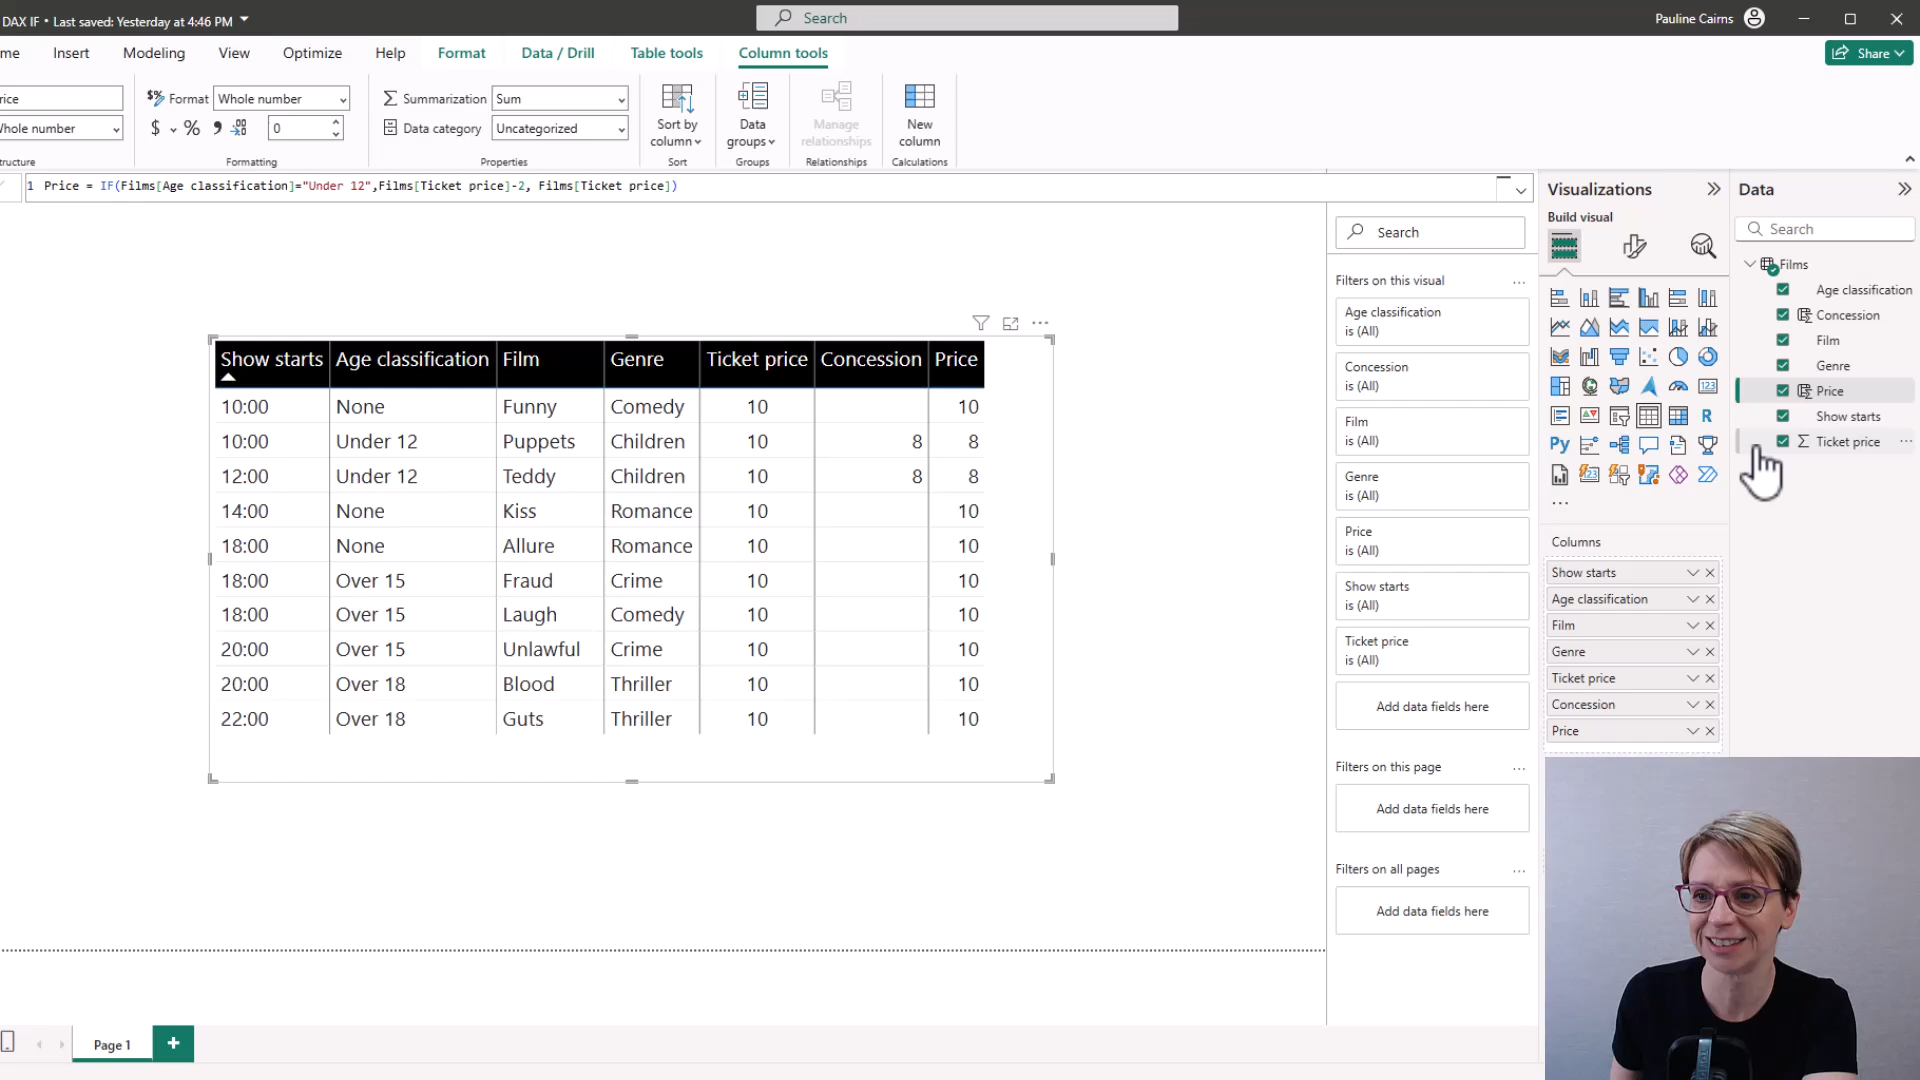 DAX IF • Last saved: Yesterday at 4:46 PM
Search
Pauline Cairns
me Insert Modeling View Optimize Help Format Data / Drill Table tools Column tools
Share
rice
Whole number
ructure
Format Whole number
$ % 0
Formatting
Summarization Sum
Data category Uncategorized
Properties
Sort by column
Sort
Data groups
Groups
Manage relationships
Relationships
New column
Calculations
1 Price = IF(Films[Age classification]="Under 12",Films[Ticket price]-2, Films[Ticket price])
Show starts Age classification Film Genre Ticket price Concession Price
10:00 None Funny Comedy 10 10
10:00 Under 12 Puppets Children 10 8 8
12:00 Under 12 Teddy Children 10 8 8
14:00 None Kiss Romance 10 10
18:00 None Allure Romance 10 10
18:00 Over 15 Fraud Crime 10 10
18:00 Over 15 Laugh Comedy 10 10
20:00 Over 15 Unlawful Crime 10 10
20:00 Over 18 Blood Thriller 10 10
22:00 Over 18 Guts Thriller 10 10
Search
Filters on this visual ...
Age classification
is (All)
Concession
is (All)
Film
is (All)
Genre
is (All)
Price
is (All)
Show starts
is (All)
Ticket price
is (All)
Add data fields here
Filters on this page ...
Add data fields here
Filters on all pages ...
Add data fields here
Visualizations
Build visual
123
R
Py
...
Columns
Show starts
Age classification
Film
Genre
Ticket price
Concession
Price
Data
Search
Films
Age classification
Concession
Film
Genre
Price
Show starts
Ticket price ...
Page 1